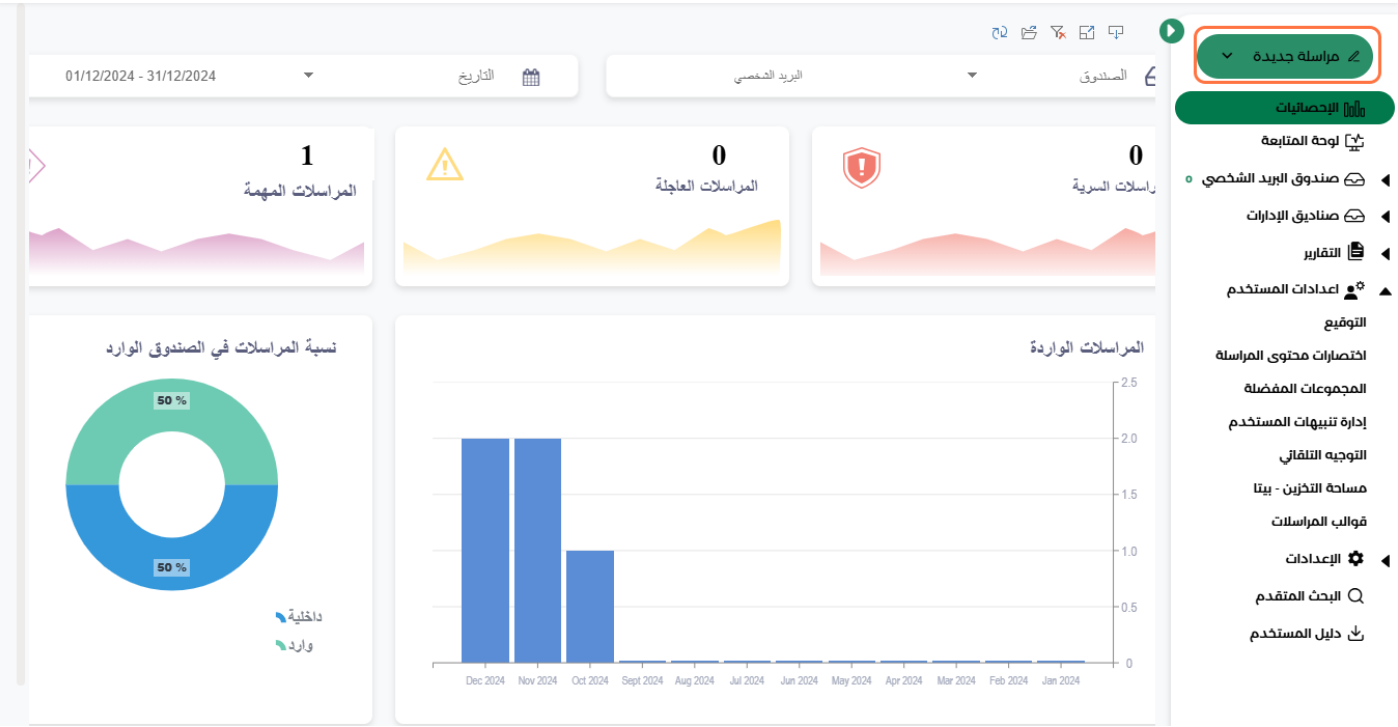 مراسلة جديدة
الإحصائيات
لوحة المتابعة
صندوق البريد الشخصي
صناديق الإدارات
التقارير
اعدادات المستخدم
التوقيع
اختصارات محتوى المراسلة
المجموعات المفضلة
إدارة تنبيهات المستخدم
التوجيه التلقائي
مساحة التخزين - بيتا
قوالب المراسلات
الإعدادات
البحث المتقدم
دليل المستخدم
الصندوق البريد الشخصي
التاريخ 01/12/2024 - 31/12/2024
0
راسلات السرية
0
المراسلات العاجلة
1
المراسلات المهمة
المراسلات الواردة
2.5
2.0
1.5
1.0
0.5
0
Dec 2024 Nov 2024 Oct 2024 Sept 2024 Aug 2024 Jul 2024 Jun 2024 May 2024 Apr 2024 Mar 2024 Feb 2024 Jan 2024
نسبة المراسلات في الصندوق الوارد
50 %
50 %
داخلية
وارد